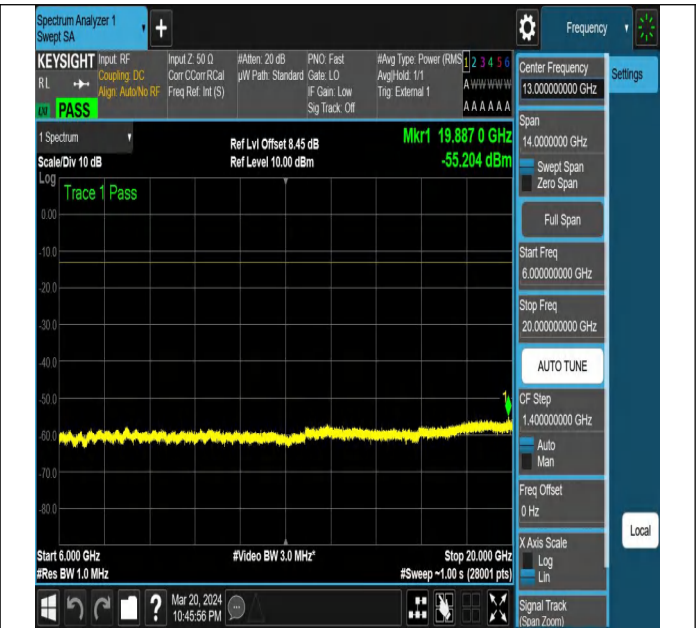 Spectrum Analyzer 1
Swept SA
+
Frequency
KEYSIGHT
RL
PASS
Input: RF
Coupling: DC
Align: Auto/No RF
Input Z: 50 Ω
Corr CCorr RCal
Freq Ref: Int (S)
#Atten: 20 dB
µW Path: Standard
PNO: Fast
Gate: LO
IF Gain: Low
Sig Track: Off
#Avg Type: Power (RMS
Avg|Hold: 1/1
Trig: External 1
1 2 3 4 5 6
A W W W W W
A A A A A A
1 Spectrum
Scale/Div 10 dB
Ref Lvl Offset 8.45 dB
Ref Level 10.00 dBm
Mkr1 19.887 0 GHz
-55.204 dBm
Log
Trace 1 Pass
0.00
-10.0
-20.0
-30.0
-40.0
-50.0
-60.0
-70.0
-80.0
1
Start 6.000 GHz
#Res BW 1.0 MHz
#Video BW 3.0 MHz*
Stop 20.000 GHz
#Sweep ~1.00 s (28001 pts)
?
Mar 20, 2024
10:45:56 PM
Center Frequency
13.000000000 GHz
Settings
Span
14.0000000 GHz
Swept Span
Zero Span
Full Span
Start Freq
6.000000000 GHz
Stop Freq
20.000000000 GHz
AUTO TUNE
CF Step
1.400000000 GHz
Auto
Man
Freq Offset
0 Hz
X Axis Scale
Log
Lin
Local
Signal Track
(Span Zoom)